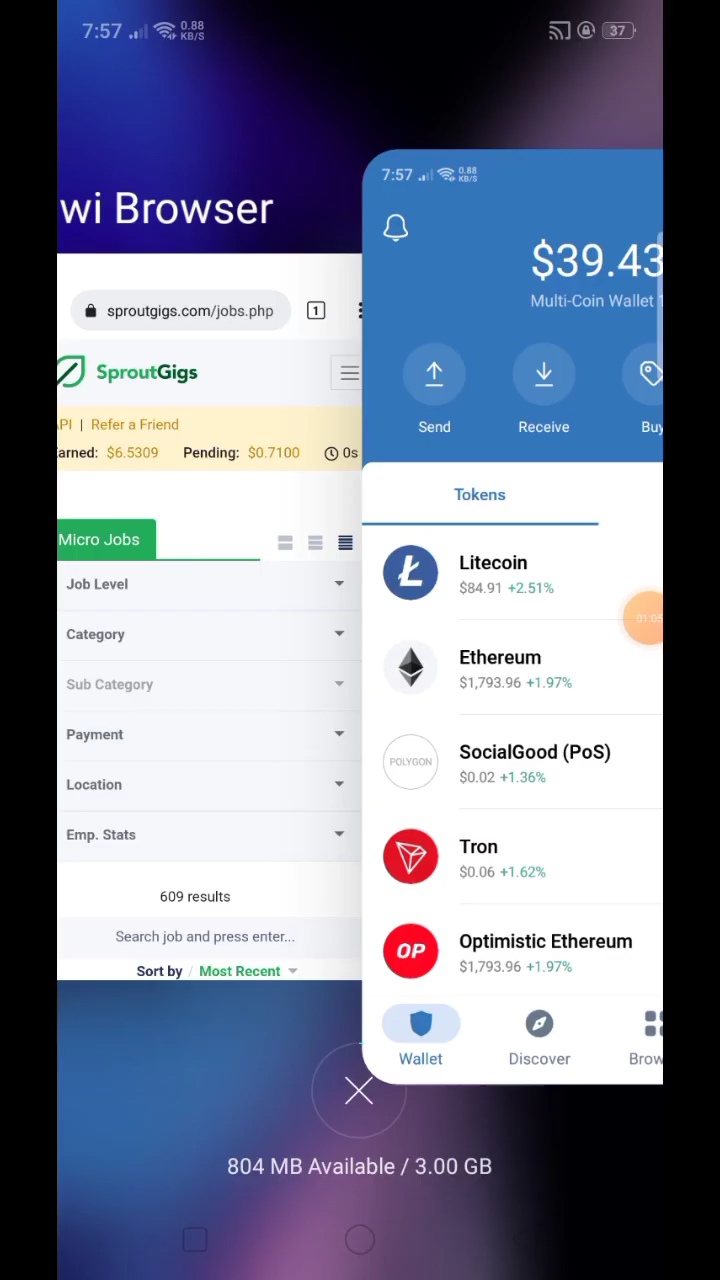 7:57
0.88
KB/S
37
wi Browser
sproutgigs.com/jobs.php
1
SproutGigs
API | Refer a Friend
Earned: $6.5309 Pending: $0.7100 0s
Micro Jobs
Job Level
Category
Sub Category
Payment
Location
Emp. Stats
609 results
Search job and press enter...
Sort by / Most Recent
7:57
0.88
KB/S
$39.43
Multi-Coin Wallet 1
Send
Receive
Buy
Tokens
Litecoin
$84.91 +2.51%
01:05
Ethereum
$1,793.96 +1.97%
POLYGON
SocialGood (PoS)
$0.02 +1.36%
Tron
$0.06 +1.62%
OP
Optimistic Ethereum
$1,793.96 +1.97%
Wallet
Discover
Brow
804 MB Available / 3.00 GB